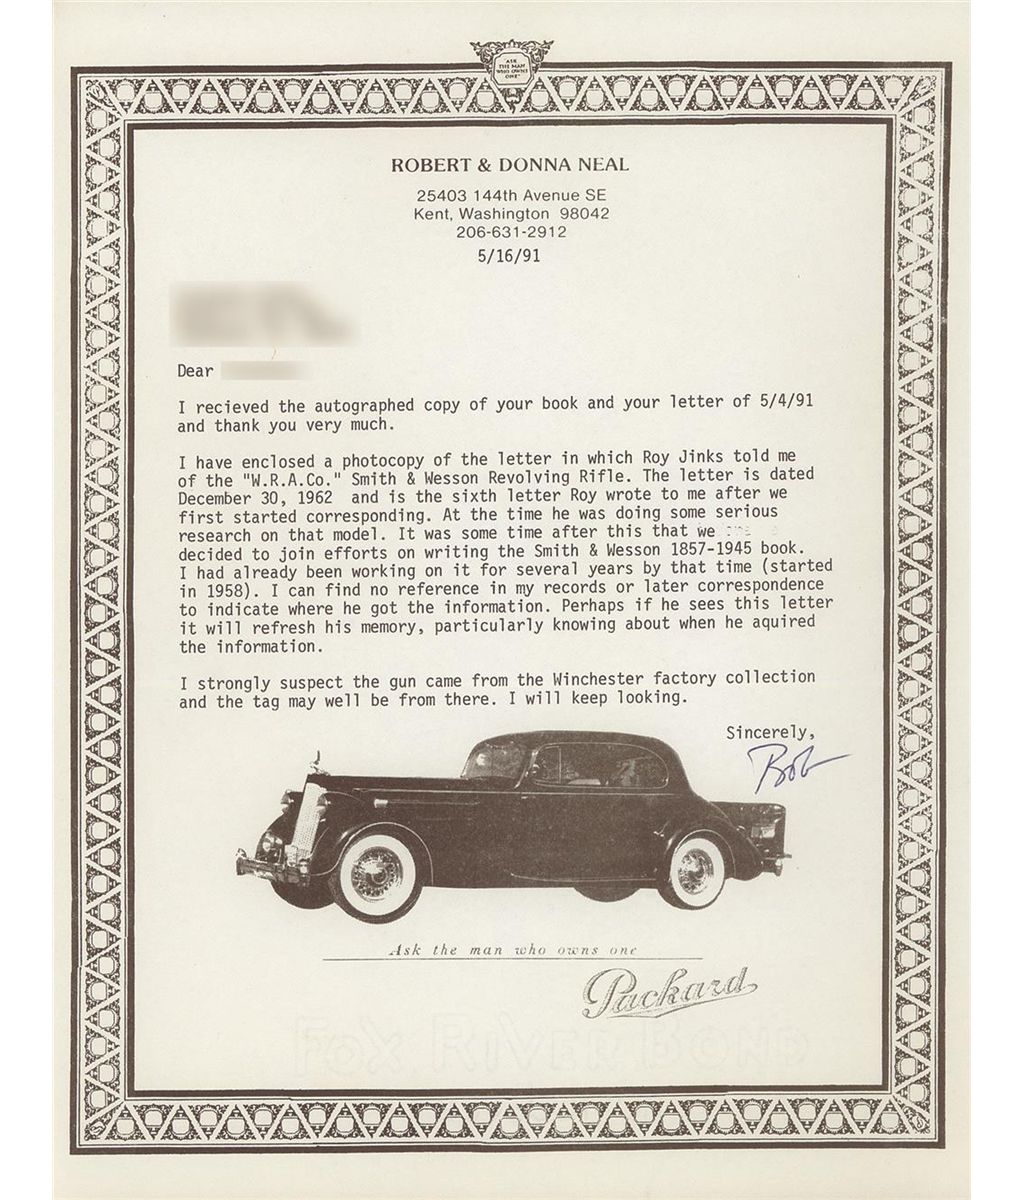 ASK
THE MAN
WHO OWNS
ONE"
ROBERT & DONNA NEAL
25403 144th Avenue SE
Kent, Washington 98042
206-631-2912
5/16/91
Dear
I recieved the autographed copy of your book and your letter of 5/4/91
and thank you very much.
I have enclosed a photocopy of the letter in which Roy Jinks told me
of the "W.R.A.Co." Smith & Wesson Revolving Rifle. The letter is dated
December 30, 1962 and is the sixth letter Roy wrote to me after we
first started corresponding. At the time he was doing some serious
research on that model. It was some time after this that we
decided to join efforts on writing the Smith & Wesson 1857-1945 book.
I had already been working on it for several years by that time (started
in 1958). I can find no reference in my records or later correspondence
to indicate where he got the information. Perhaps if he sees this letter
it will refresh his memory, particularly knowing about when he aquired
the information.
I strongly suspect the gun came from the Winchester factory collection
and the tag may well be from there. I will keep looking.
Sincerely,
Bob
Ask the man who owns one
Packard
FOX RIVER BOND